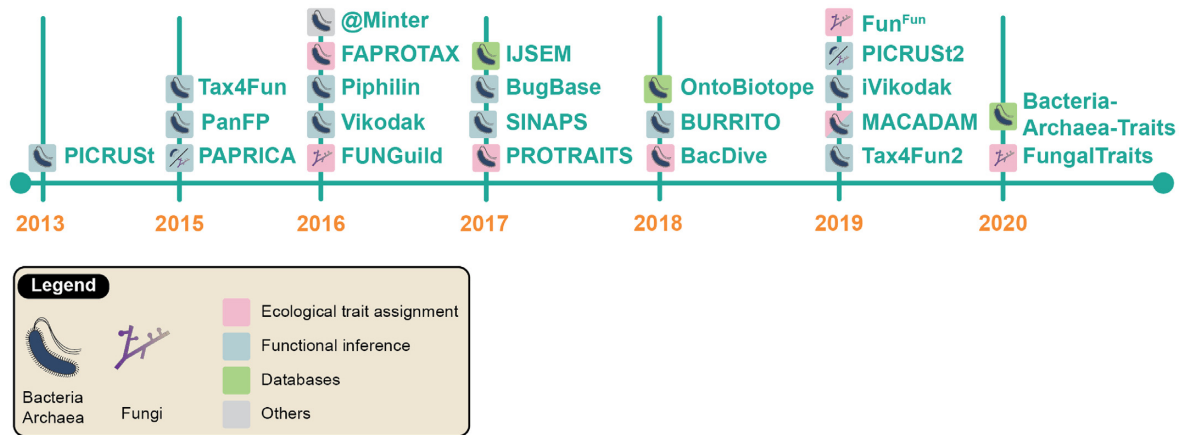 @Minter
Fun^Fun
FAPROTAX
IJSEM
PICRUSt2
Tax4Fun
Piphilin
BugBase
OntoBiotope
iVikodak
Bacteria-
Archaea-Traits
PanFP
Vikodak
SINAPS
BURRITO
MACADAM
PICRUSt
PAPRICA
FUNGuild
PROTRAITS
BacDive
Tax4Fun2
FungalTraits
2013
2015
2016
2017
2018
2019
2020
Legend
Bacteria
Archaea
Fungi
Ecological trait assignment
Functional inference
Databases
Others